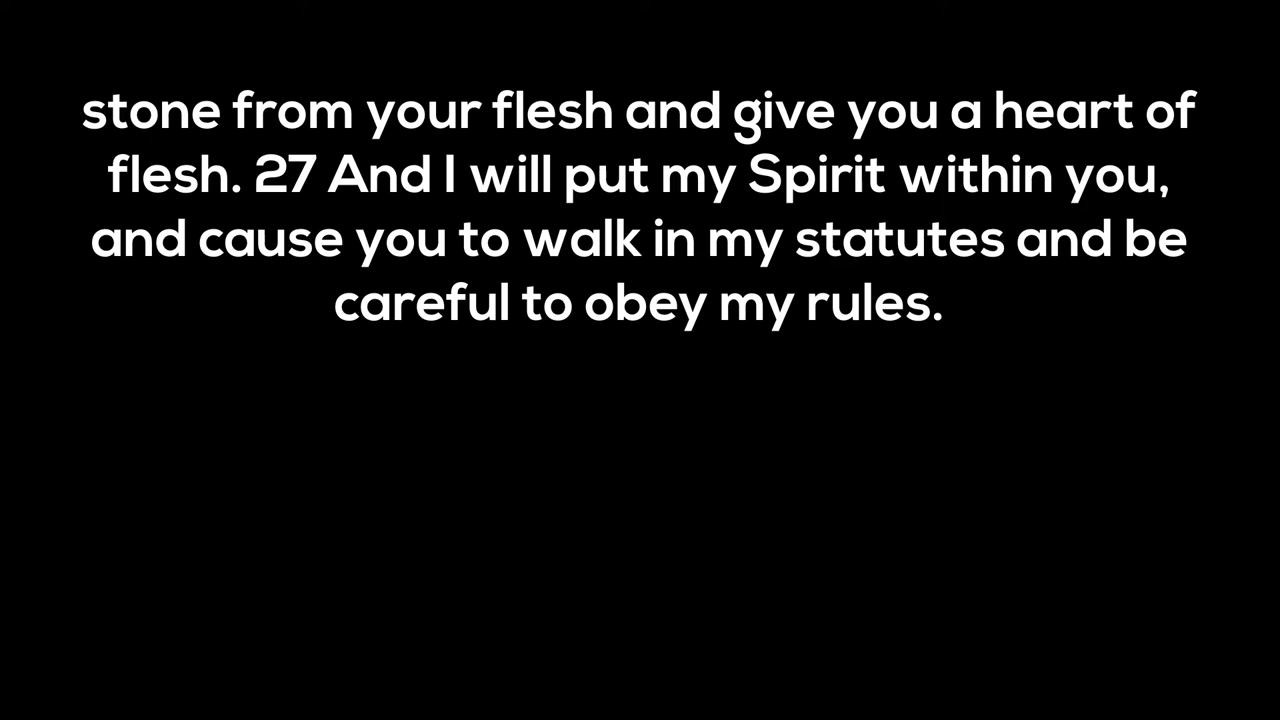 stone from your flesh and give you a heart of
flesh. 27 And I will put my Spirit within you,
and cause you to walk in my statutes and be
careful to obey my rules.